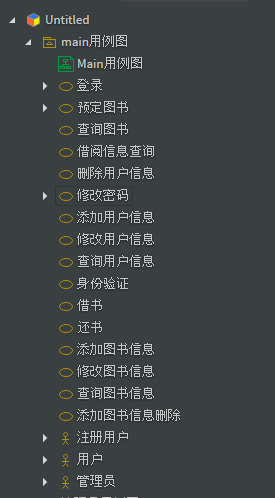 Untitled
main用例图
Main用例图
登录
预定图书
查询图书
借阅信息查询
删除用户信息
修改密码
添加用户信息
修改用户信息
查询用户信息
身份验证
借书
还书
添加图书信息
修改图书信息
查询图书信息
添加图书信息删除
注册用户
用户
管理员